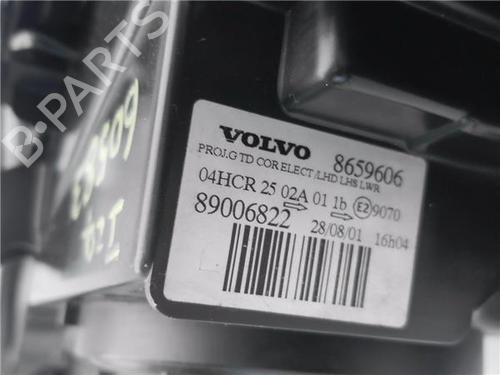 B-PARTS
VOLVO 8659606
PROJ.G TD COR ELECT /LHD LHS LWR
04HCR 25 02A 01 1b E2 9070
89006822 28/08/01 16h04